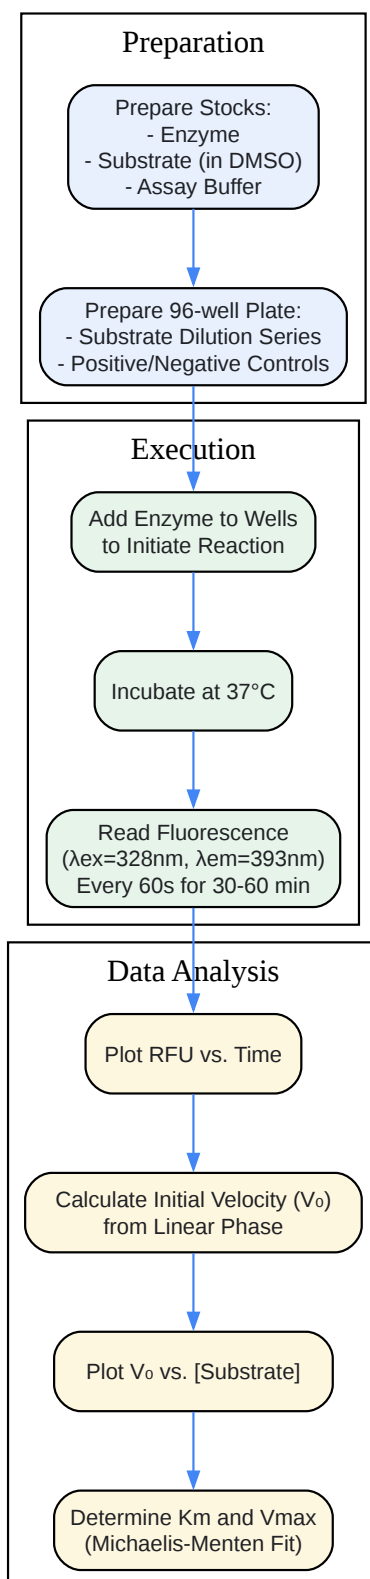 Preparation
Prepare Stocks:
- Enzyme
- Substrate (in DMSO)
- Assay Buffer
Prepare 96-well Plate:
- Substrate Dilution Series
- Positive/Negative Controls
Execution
Add Enzyme to Wells
to Initiate Reaction
Incubate at 37°C
Read Fluorescence
(λex=328nm, λem=393nm)
Every 60s for 30-60 min
Data Analysis
Plot RFU vs. Time
Calculate Initial Velocity (V₀)
from Linear Phase
Plot V₀ vs. [Substrate]
Determine Km and Vmax
(Michaelis-Menten Fit)